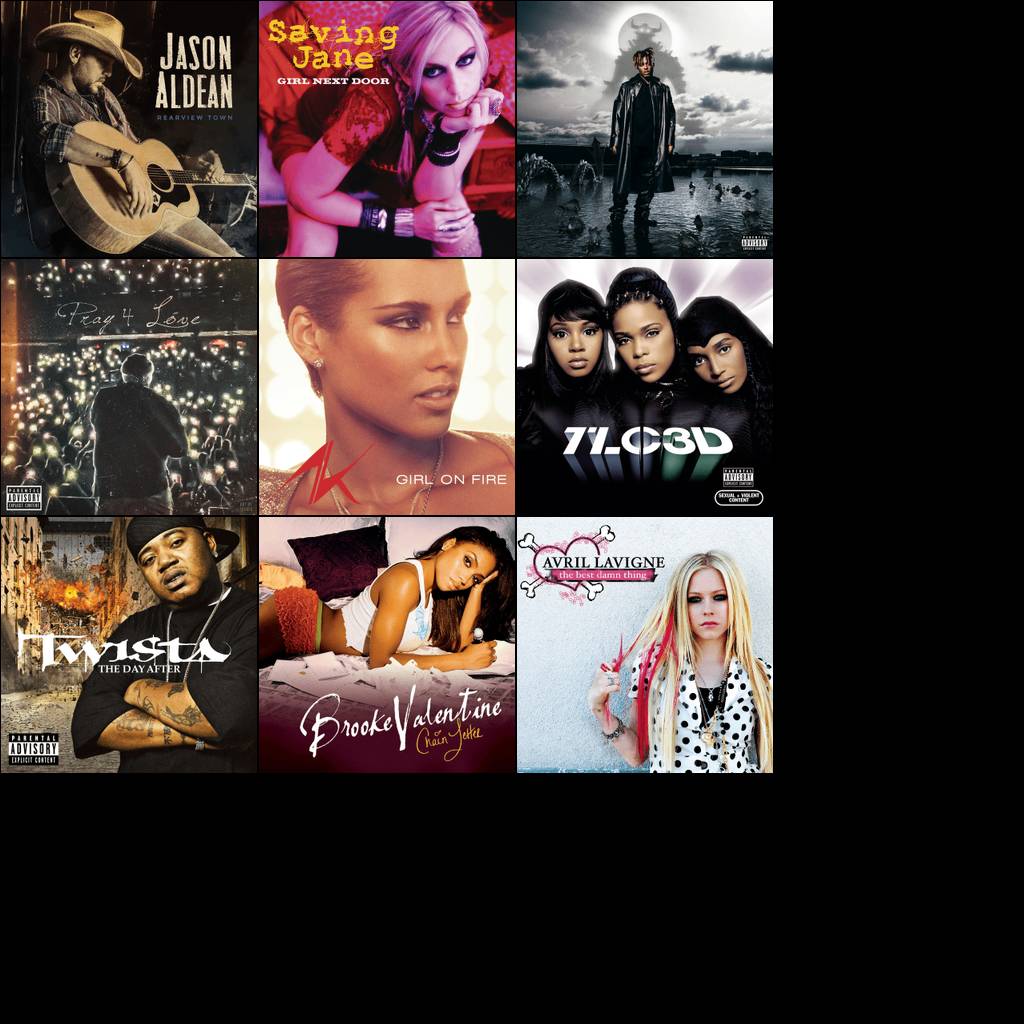 JASON
ALDEAN
REARVIEW TOWN
Saving
Jane
GIRL NEXT DOOR
PARENTAL
ADVISORY
EXPLICIT CONTENT
Pray 4 Love
PARENTAL
ADVISORY
EXPLICIT CONTENT
AK
GIRL ON FIRE
TLC3D
PARENTAL
ADVISORY
EXPLICIT CONTENT
SEXUAL + VIOLENT
CONTENT
Twista
THE DAY AFTER
PARENTAL
ADVISORY
EXPLICIT CONTENT
Brooke Valentine
Chain Letter
AVRIL LAVIGNE
the best damn thing